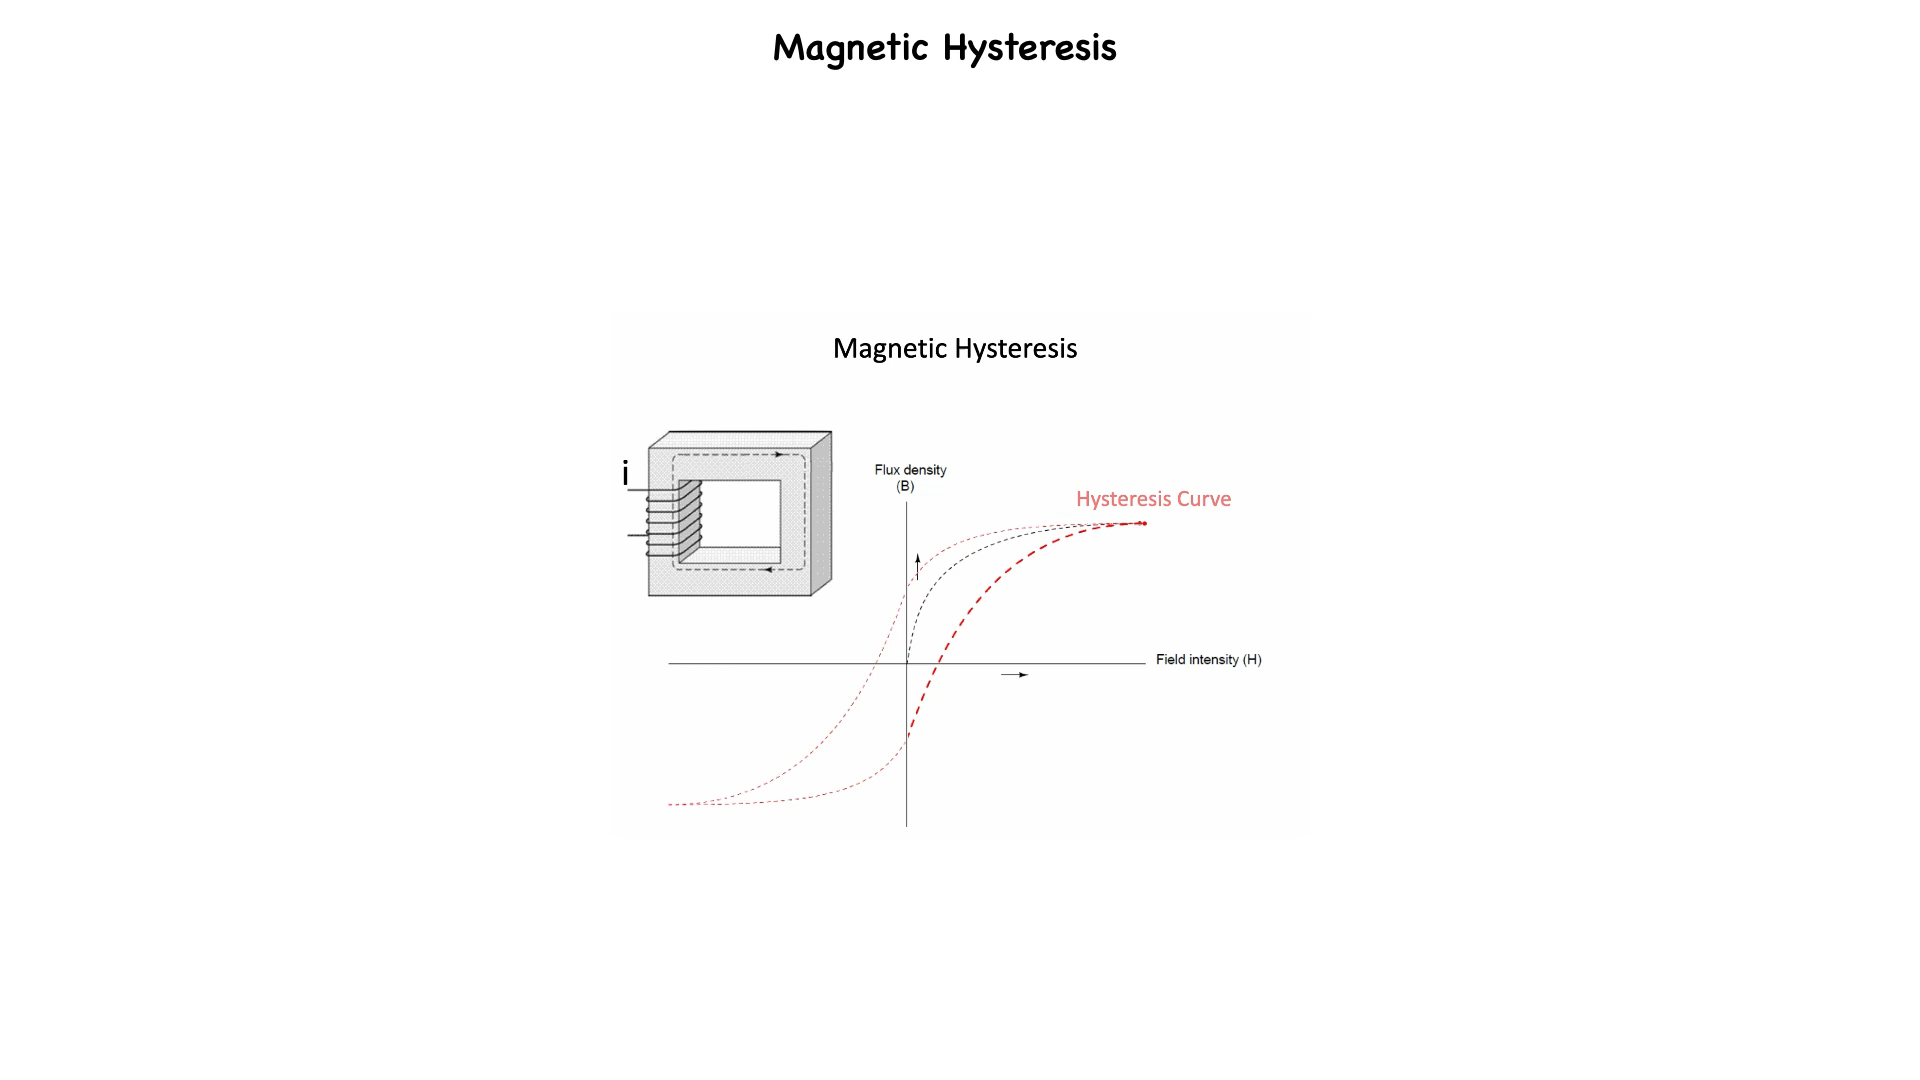 Magnetic Hysteresis
Magnetic Hysteresis
i
Flux density
(B)
Hysteresis Curve
Field intensity (H)